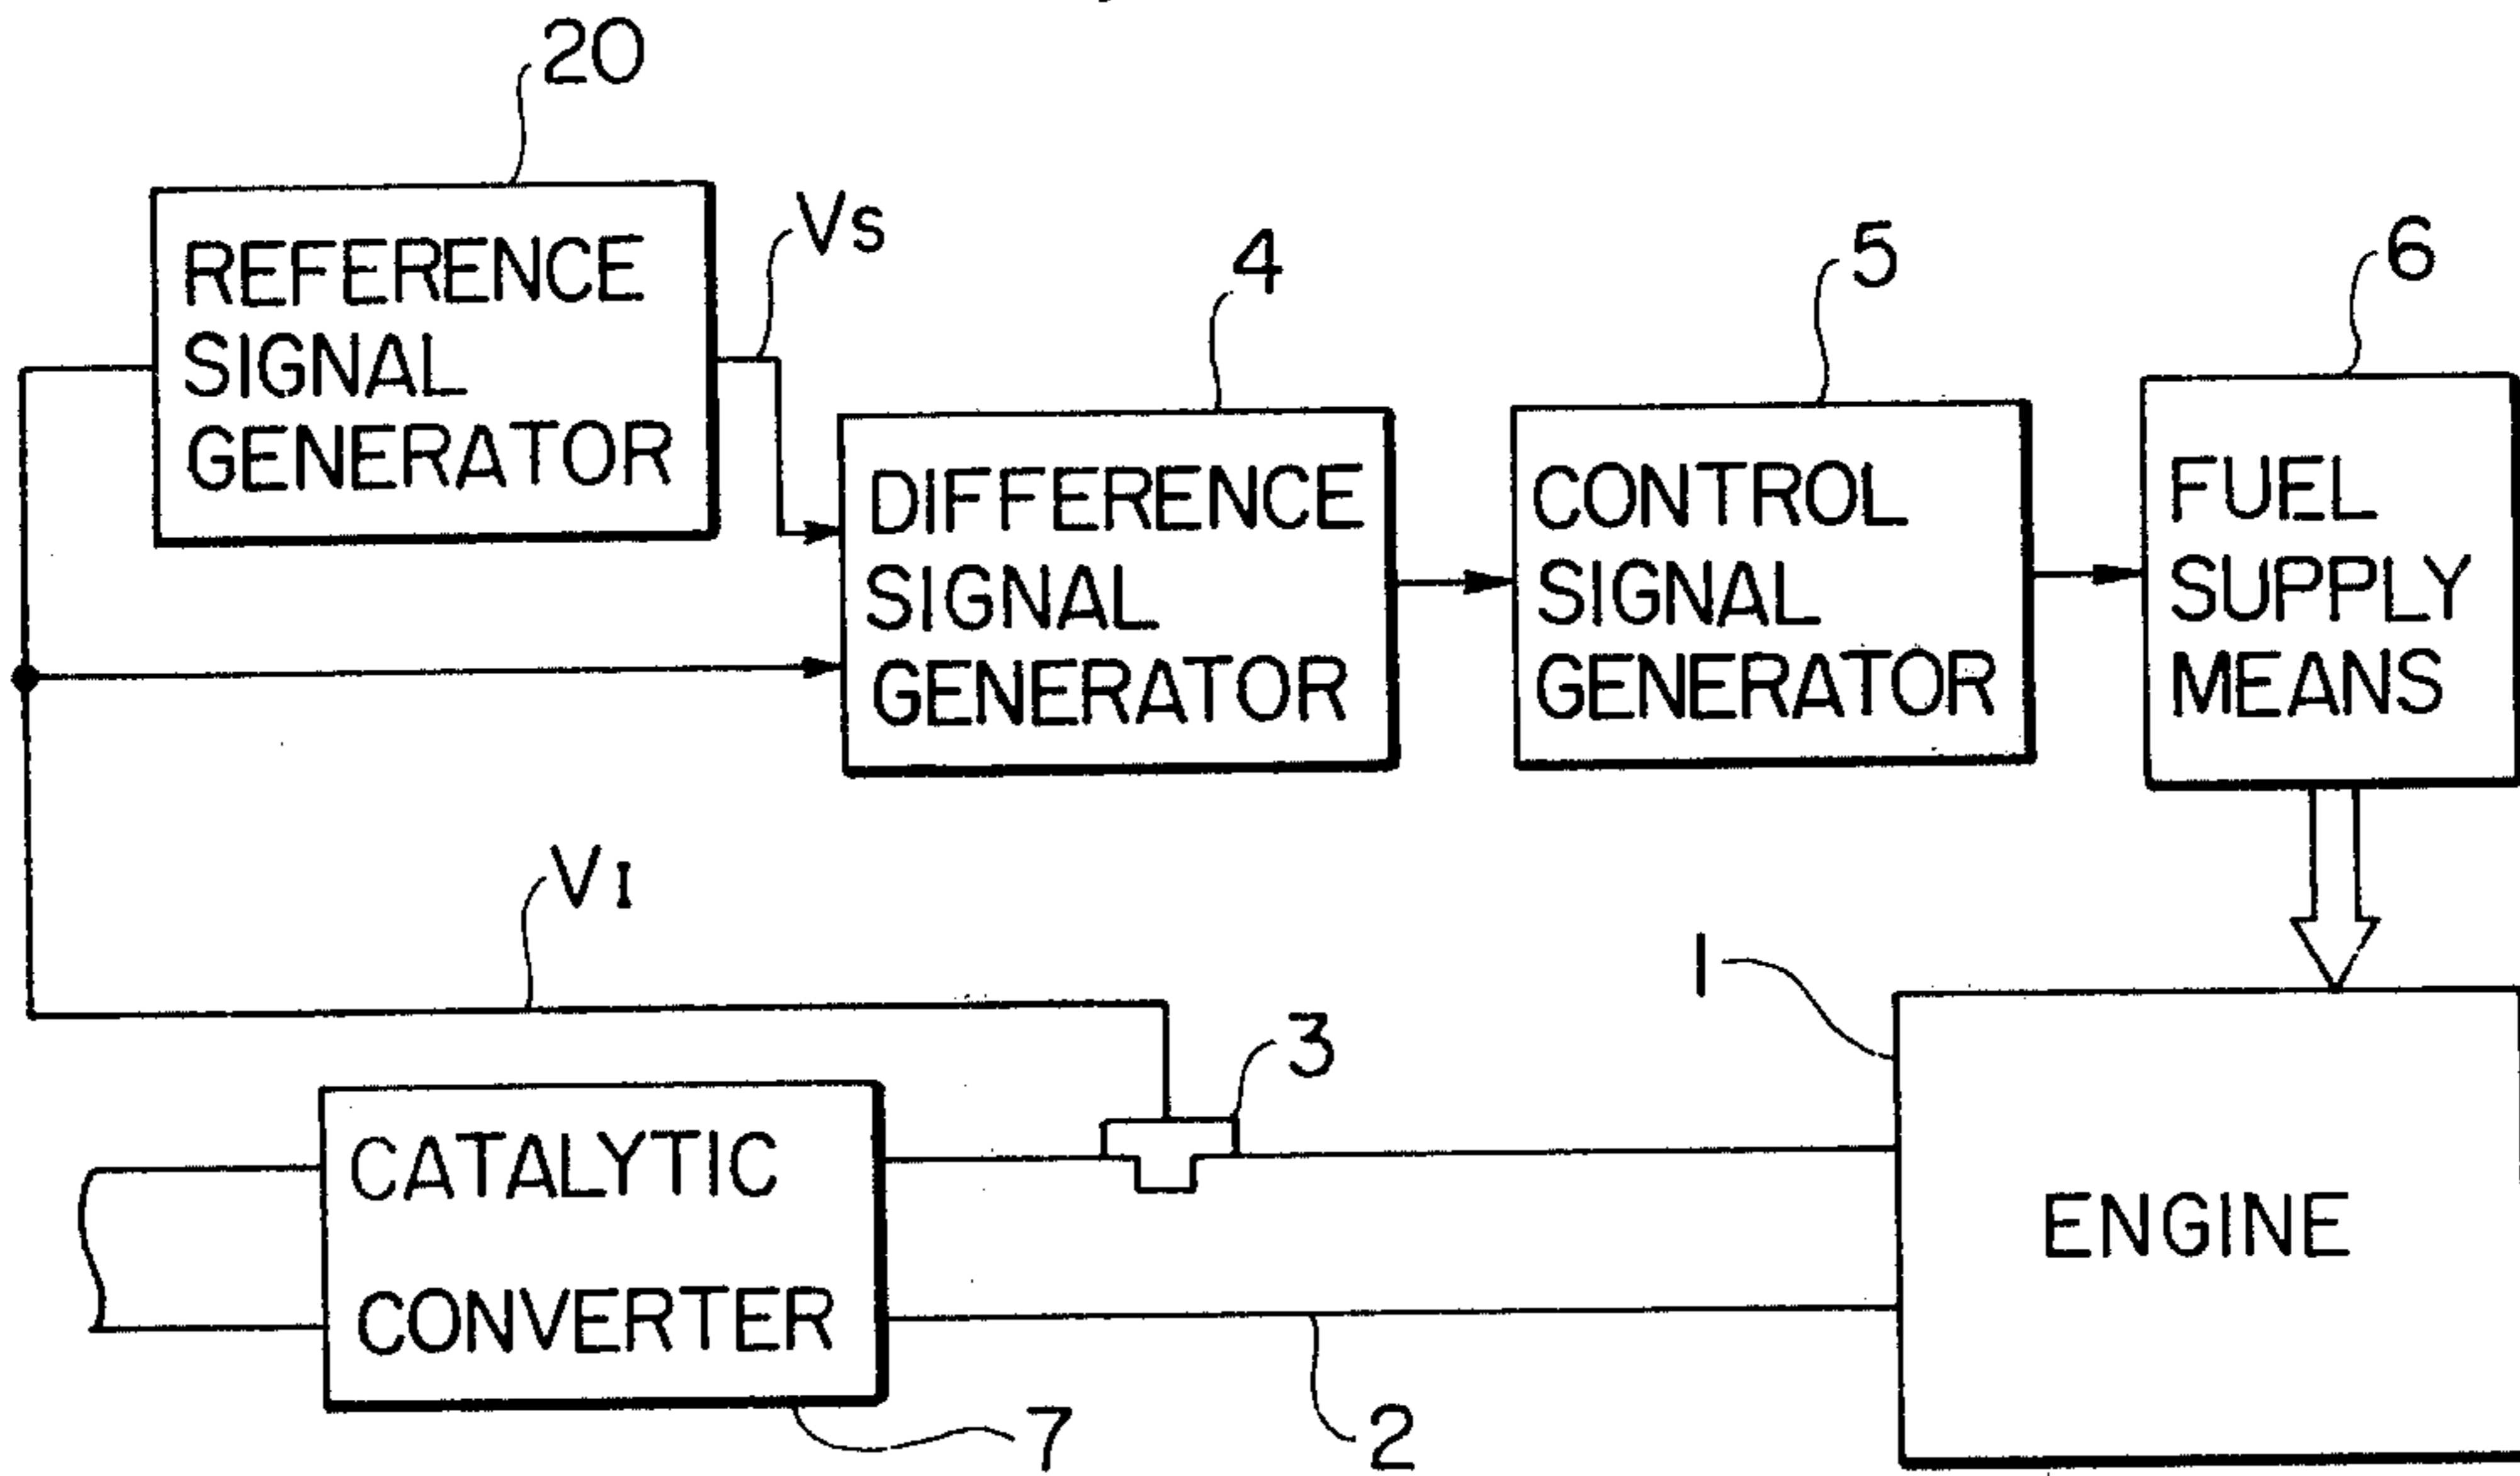 20
REFERENCE
SIGNAL
GENERATOR
Vs
4
DIFFERENCE
SIGNAL
GENERATOR
5
CONTROL
SIGNAL
GENERATOR
6
FUEL
SUPPLY
MEANS
VI
3
1
ENGINE
CATALYTIC
CONVERTER
7
2